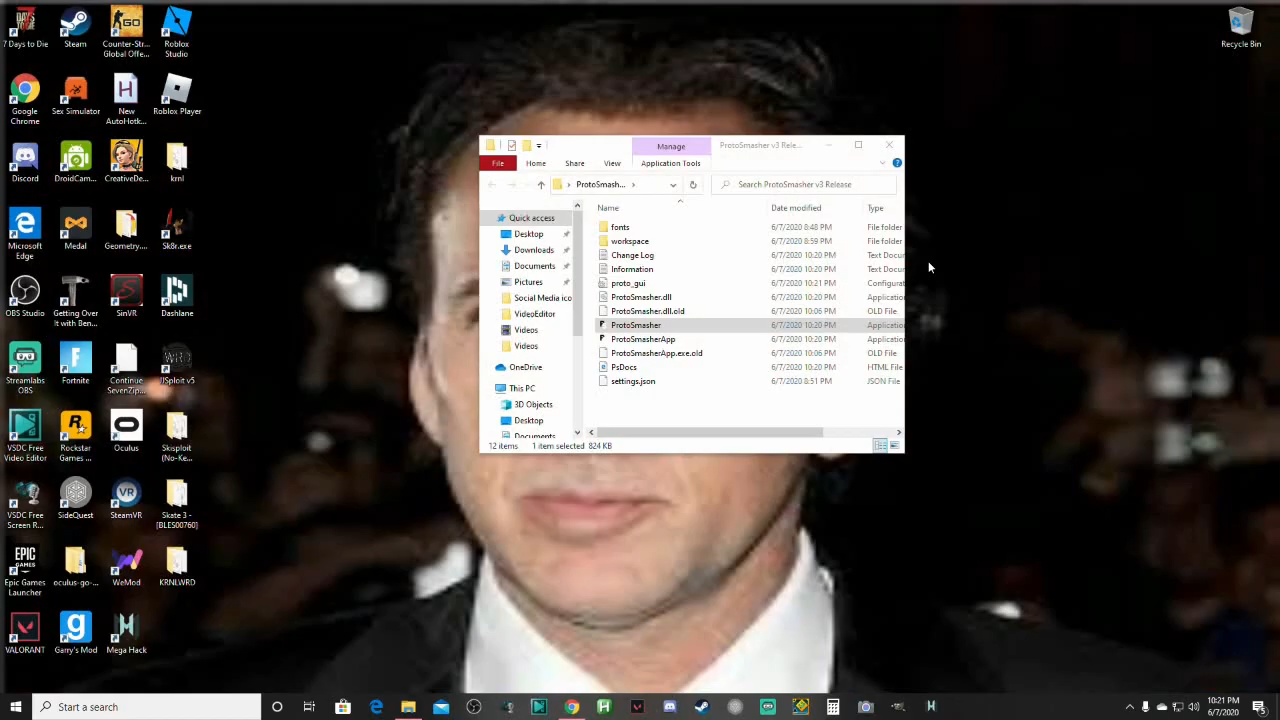 7 Days to Die
Steam
Counter-Str...
Global Offe...
Roblox
Studio
Recycle Bin
Google
Chrome
Sex Simulator
New
AutoHotk...
Roblox Player
Discord
DroidCam...
CreativeDe...
krnl
Microsoft
Edge
Medal
Geometry...
Sk8r.exe
OBS Studio
Getting Over
It with Ben...
SinVR
Dashlane
Streamlabs
OBS
Fortnite
Continue
SevenZip...
JJSploit v5
VSDC Free
Video Editor
Rockstar
Games ...
Oculus
Sksploit
(No-Ke...
VSDC Free
Screen R...
SideQuest
SteamVR
Skate 3 -
[BLES00760]
Epic Games
Launcher
oculus-go-...
WeMod
KRNLWRD
VALORANT
Garry's Mod
Mega Hack
Manage
ProtoSmasher v3 Rele...
File
Home
Share
View
Application Tools
ProtoSmash...
Search ProtoSmasher v3 Release
Name
Date modified
Type
Quick access
Desktop
Downloads
Documents
Pictures
Social Media ico
VideoEditor
Videos
Videos
OneDrive
This PC
3D Objects
Desktop
Documents
fonts 6/7/2020 8:48 PM File folder
workspace 6/7/2020 8:59 PM File folder
Change Log 6/7/2020 10:20 PM Text Docu
Information 6/7/2020 10:20 PM Text Docu
proto_gui 6/7/2020 10:21 PM Configura
ProtoSmasher.dll 6/7/2020 10:20 PM Applicatio
ProtoSmasher.dll.old 6/7/2020 10:06 PM OLD File
ProtoSmasher 6/7/2020 10:20 PM Applicatio
ProtoSmasherApp 6/7/2020 10:20 PM Applicatio
ProtoSmasherApp.exe.old 6/7/2020 10:06 PM OLD File
PsDocs 6/7/2020 10:20 PM HTML File
settings.json 6/7/2020 8:51 PM JSON File
12 items 1 item selected 824 KB
Start a search
10:21 PM
6/7/2020